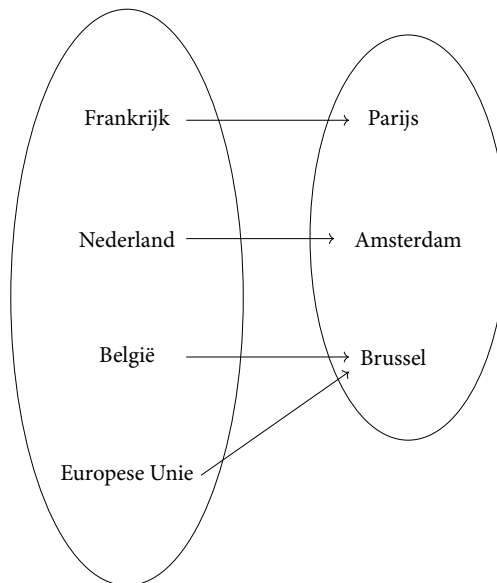 Frankrijk Parijs
Nederland Amsterdam
België Brussel
Europese Unie